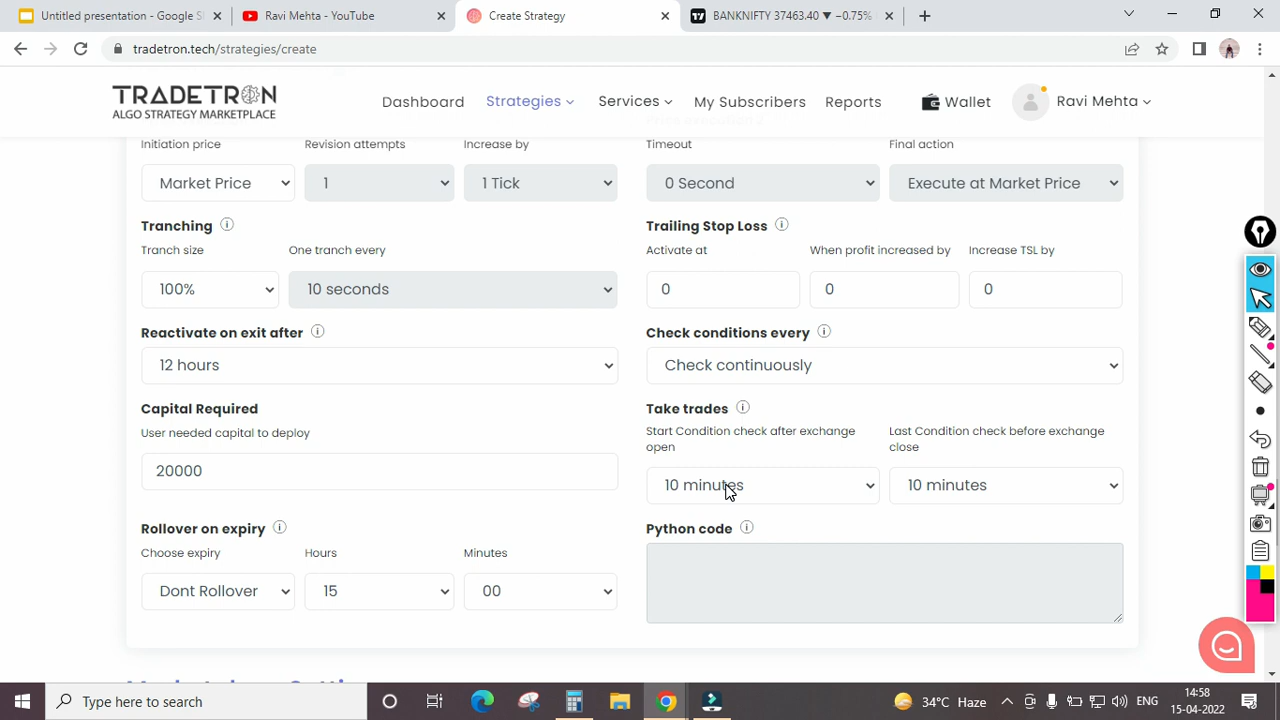 Untitled presentation - Google S
Ravi Mehta - YouTube
Create Strategy
BANKNIFTY 37463.40 ▼ −0.75%
tradetron.tech/strategies/create
TRADETRON
ALGO STRATEGY MARKETPLACE
Dashboard
Strategies
Services
My Subscribers
Reports
Wallet
Ravi Mehta
Initiation price
Revision attempts
Increase by
Timeout
Final action
Market Price
1
1 Tick
0 Second
Execute at Market Price
Tranching
Trailing Stop Loss
Tranch size
One tranch every
Activate at
When profit increased by
Increase TSL by
100%
10 seconds
0
0
0
Reactivate on exit after
Check conditions every
12 hours
Check continuously
Capital Required
Take trades
User needed capital to deploy
Start Condition check after exchange
open
Last Condition check before exchange
close
20000
10 minutes
10 minutes
Rollover on expiry
Python code
Choose expiry
Hours
Minutes
Dont Rollover
15
00
Type here to search
34°C Haze
ENG
14:58
15-04-2022